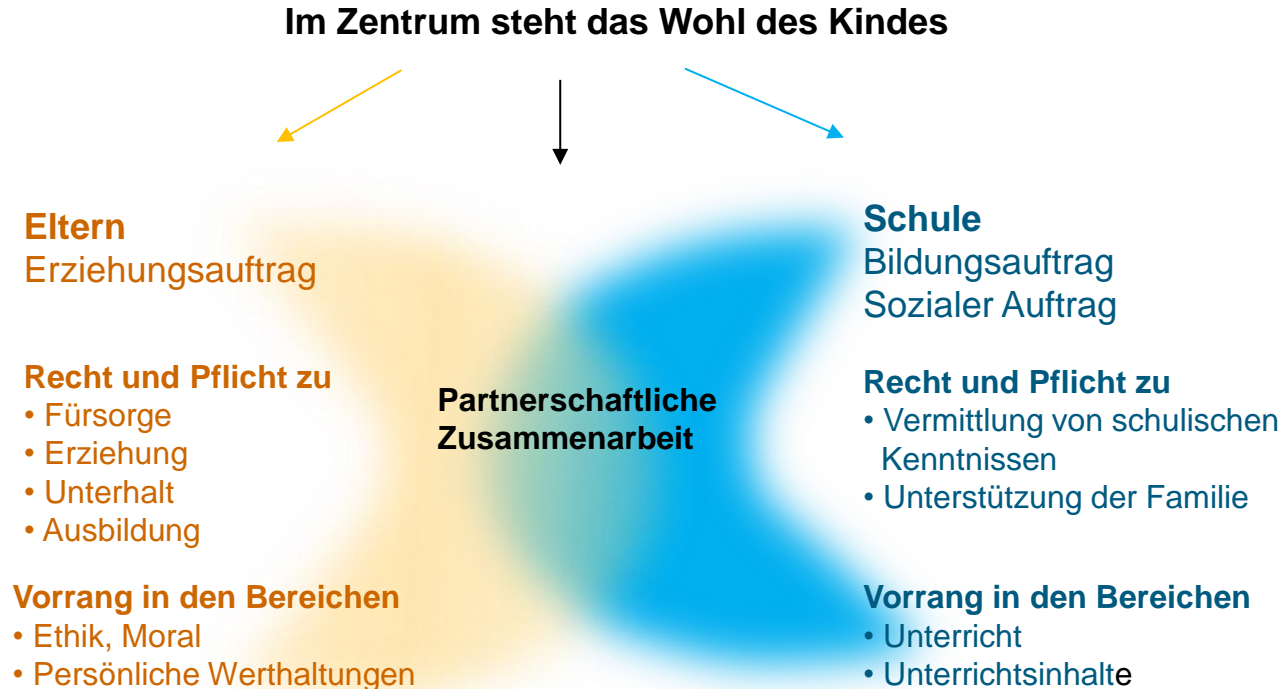 Im Zentrum steht das Wohl des Kindes
Eltern
Erziehungsauftrag
Recht und Pflicht zu
• Fürsorge
• Erziehung
• Unterhalt
• Ausbildung
Vorrang in den Bereichen
• Ethik, Moral
• Persönliche Werthaltungen
Partnerschaftliche
Zusammenarbeit
Schule
Bildungsauftrag
Sozialer Auftrag
Recht und Pflicht zu
• Vermittlung von schulischen
Kenntnissen
• Unterstützung der Familie
Vorrang in den Bereichen
• Unterricht
• Unterrichtsinhalte